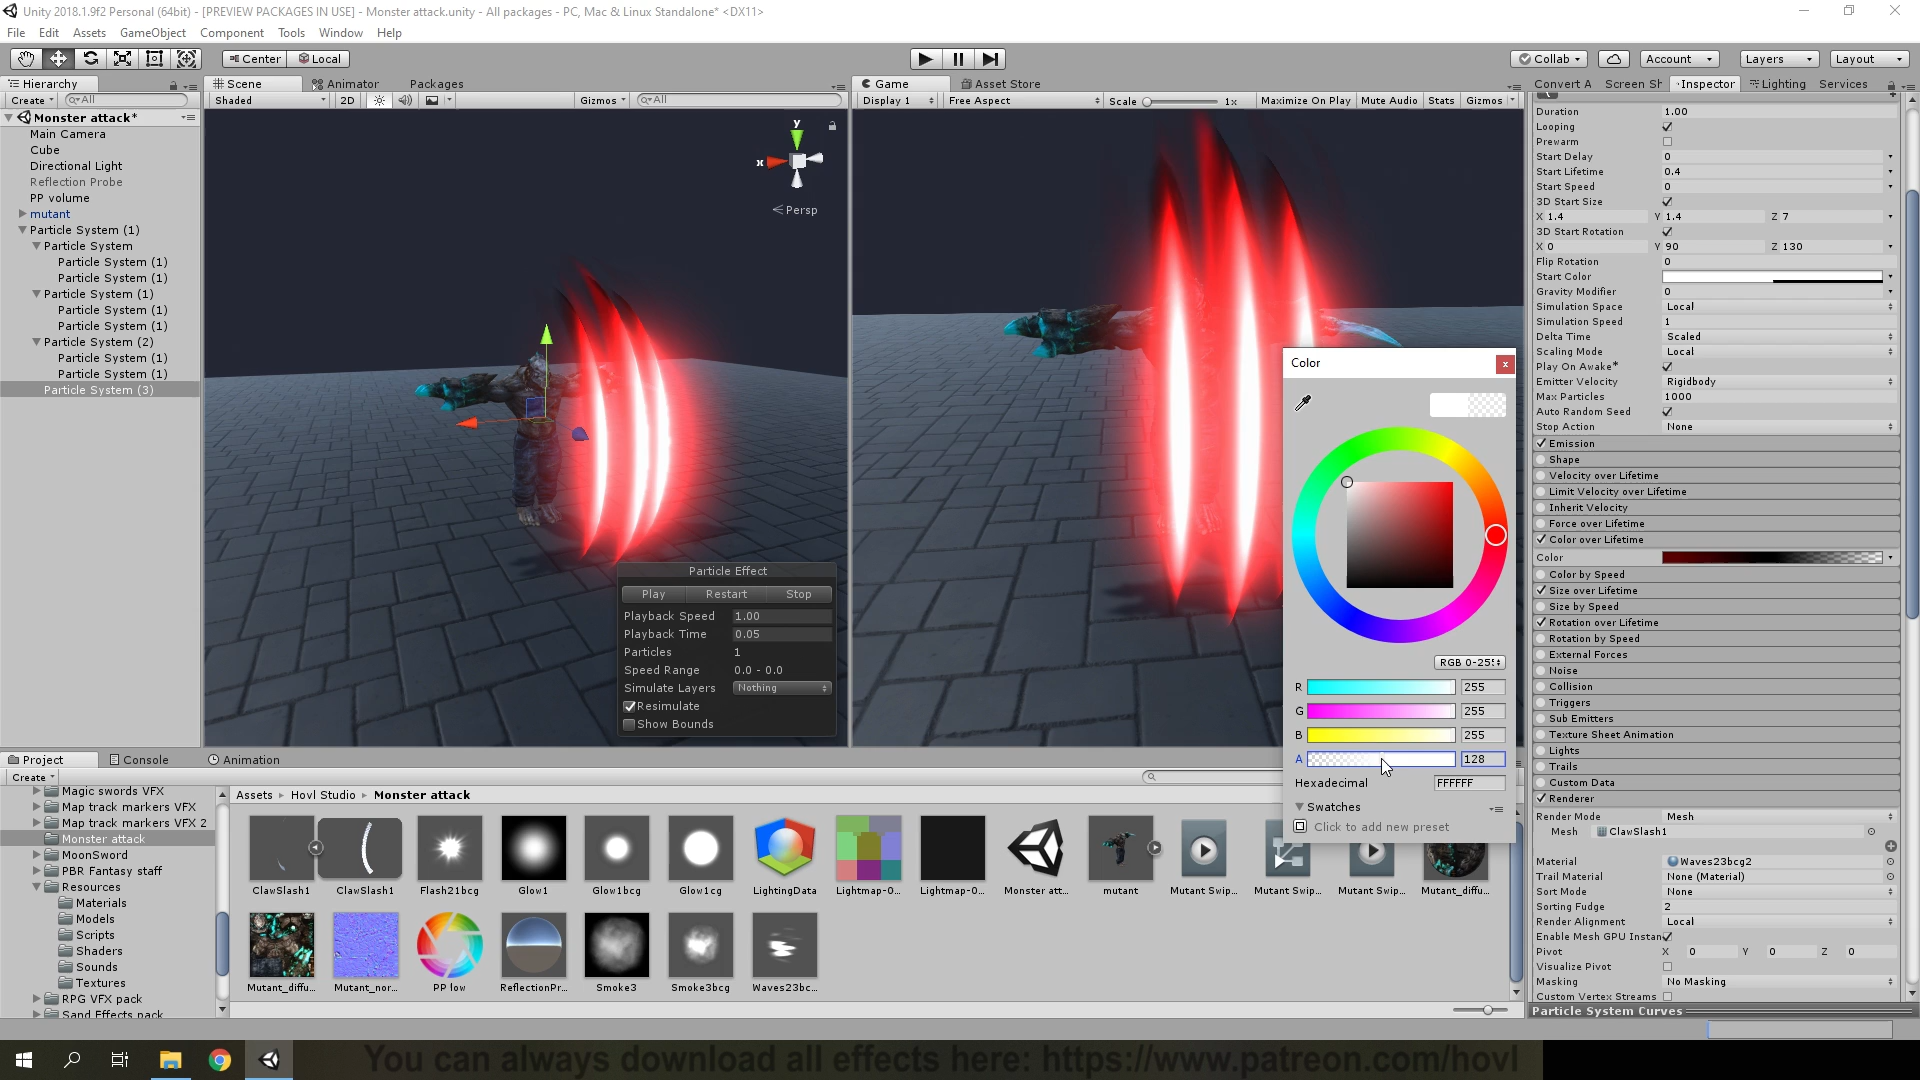 Unity 2018.1.9f2 Personal (64bit) - [PREVIEW PACKAGES IN USE] - Monster attack.unity - All packages - PC, Mac & Linux Standalone* <DX11>
File Edit Assets GameObject Component Tools Window Help
Center Local Collab Account Layers Layout
Hierarchy Scene Animator Packages Game Asset Store Convert A Screen Sh Inspector Lighting Services
Create All Shaded 2D Gizmos All Display 1 Free Aspect Scale 1x Maximize On Play Mute Audio Stats Gizmos
Monster attack*
Main Camera
Cube
Directional Light
Reflection Probe
PP volume
mutant
Particle System (1)
Particle System
Particle System (1)
Particle System (1)
Particle System (1)
Particle System (1)
Particle System (1)
Particle System (2)
Particle System (1)
Particle System (1)
Particle System (3)
y
x
Persp
Particle Effect
Play Restart Stop
Playback Speed 1.00
Playback Time 0.05
Particles 1
Speed Range 0.0 - 0.0
Simulate Layers Nothing
Resimulate
Show Bounds
Color
x
RGB 0-25
R 255
G 255
B 255
A 128
Hexadecimal FFFFFF
Swatches
Click to add new preset
Duration 1.00
Looping
Prewarm
Start Delay 0
Start Lifetime 0.4
Start Speed 0
3D Start Size
X 1.4 Y 1.4 Z 7
3D Start Rotation
X 0 Y 90 Z 130
Flip Rotation 0
Start Color
Gravity Modifier 0
Simulation Space Local
Simulation Speed 1
Delta Time Scaled
Scaling Mode Local
Play On Awake*
Emitter Velocity Rigidbody
Max Particles 1000
Auto Random Seed
Stop Action None
Emission
Shape
Velocity over Lifetime
Limit Velocity over Lifetime
Inherit Velocity
Force over Lifetime
Color over Lifetime
Color
Color by Speed
Size over Lifetime
Size by Speed
Rotation over Lifetime
Rotation by Speed
External Forces
Noise
Collision
Triggers
Sub Emitters
Texture Sheet Animation
Lights
Trails
Custom Data
Renderer
Render Mode Mesh
Mesh ClawSlash1
Material Waves23bcg2
Trail Material None (Material)
Sort Mode None
Sorting Fudge 2
Render Alignment Local
Enable Mesh GPU Instan
Pivot X 0 Y 0 Z 0
Visualize Pivot
Masking No Masking
Custom Vertex Streams
Particle System Curves
Project Console Animation
Create
Magic swords VFX
Map track markers VFX
Map track markers VFX 2
Monster attack
MoonSword
PBR Fantasy staff
Resources
Materials
Models
Scripts
Shaders
Sounds
Textures
RPG VFX pack
Sand Effects pack
Assets Hovl Studio Monster attack
ClawSlash1 ClawSlash1 Flash21bcg Glow1 Glow1bcg Glow1cg LightingData Lightmap-0... Lightmap-0... Monster att... mutant Mutant Swip... Mutant Swip... Mutant Swip... Mutant_diffu...
Mutant_diffu... Mutant_nor... PP low ReflectionPr... Smoke3 Smoke3bcg Waves23bc...
You can always download all effects here: https://www.patreon.com/hovl